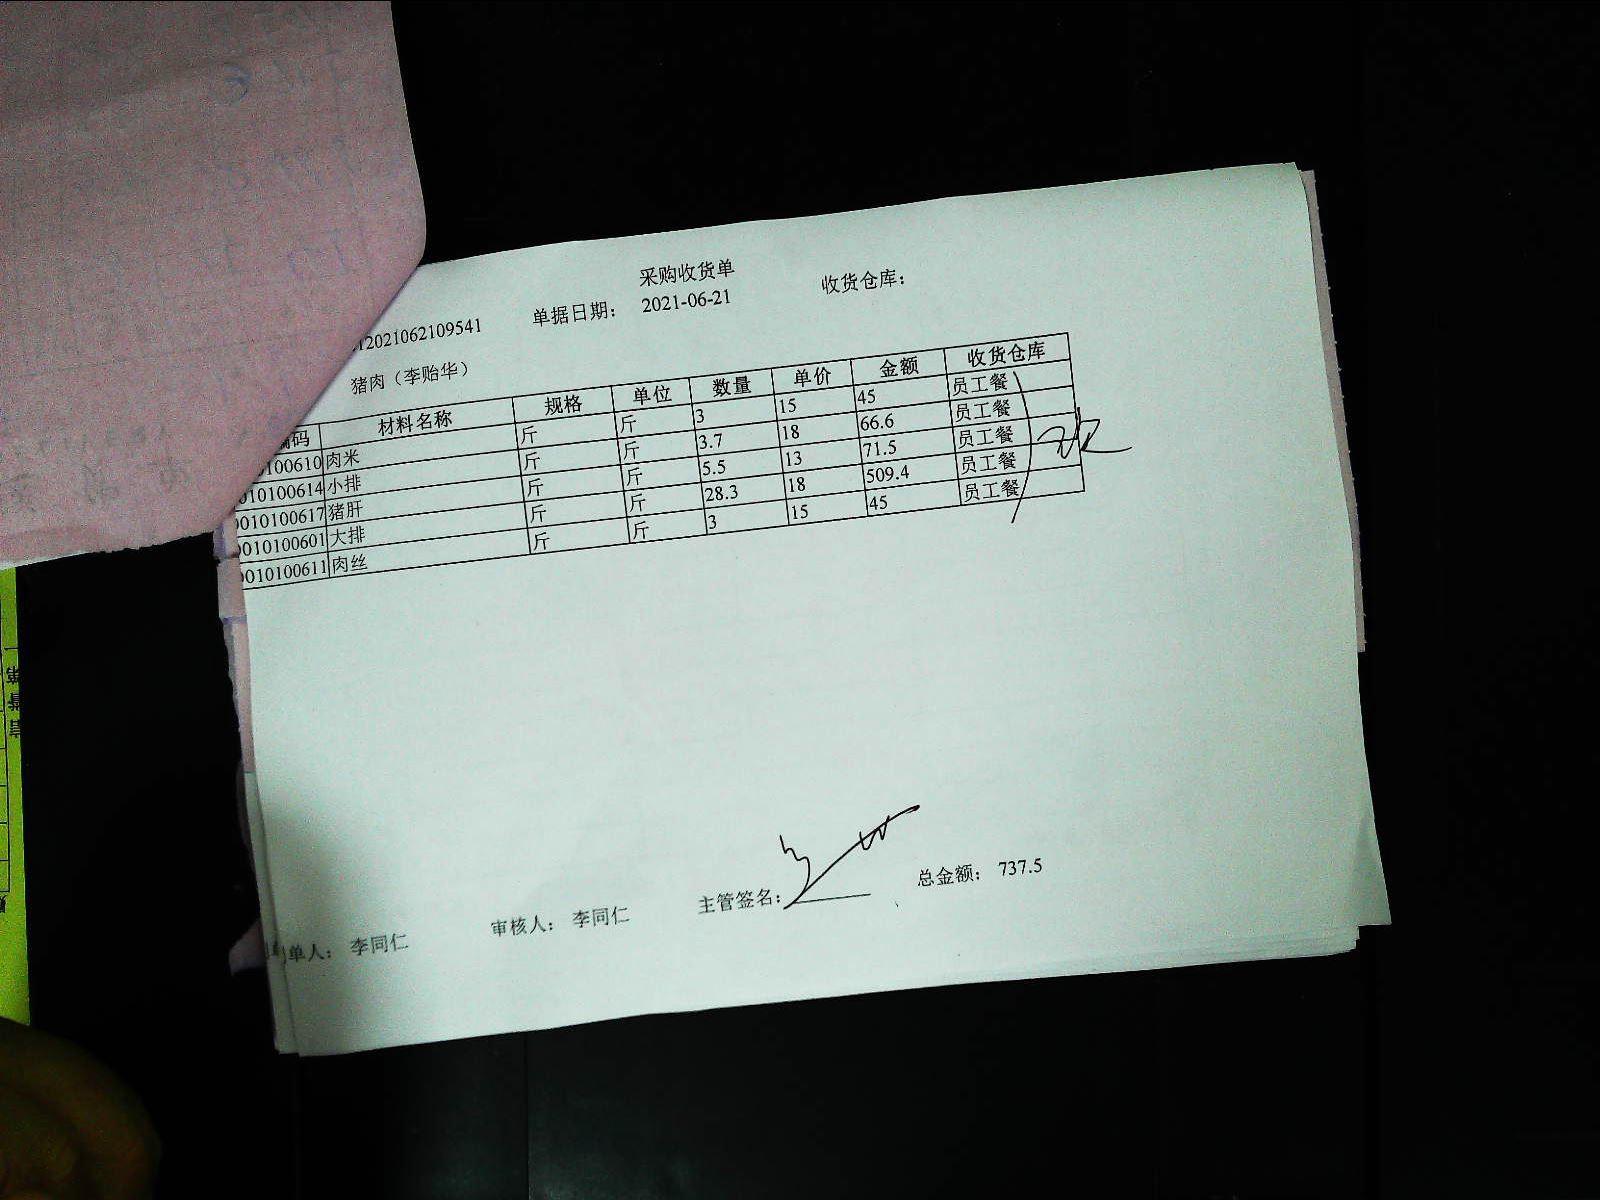 采购收货单
12021062109541 单据日期： 2021-06-21 收货仓库：
猪肉（李贻华）
编码 材料名称 规格 单位 数量 单价 金额 收货仓库
0100610 肉米 斤 斤 3 15 45 员工餐
010100614 小排 斤 斤 3.7 18 66.6 员工餐
0010100617 猪肝 斤 斤 5.5 13 71.5 员工餐
0010100601 大排 斤 斤 28.3 18 509.4 员工餐
0010100611 肉丝 斤 斤 3 15 45 员工餐
单人： 李同仁 审核人： 李同仁 主管签名： 总金额： 737.5